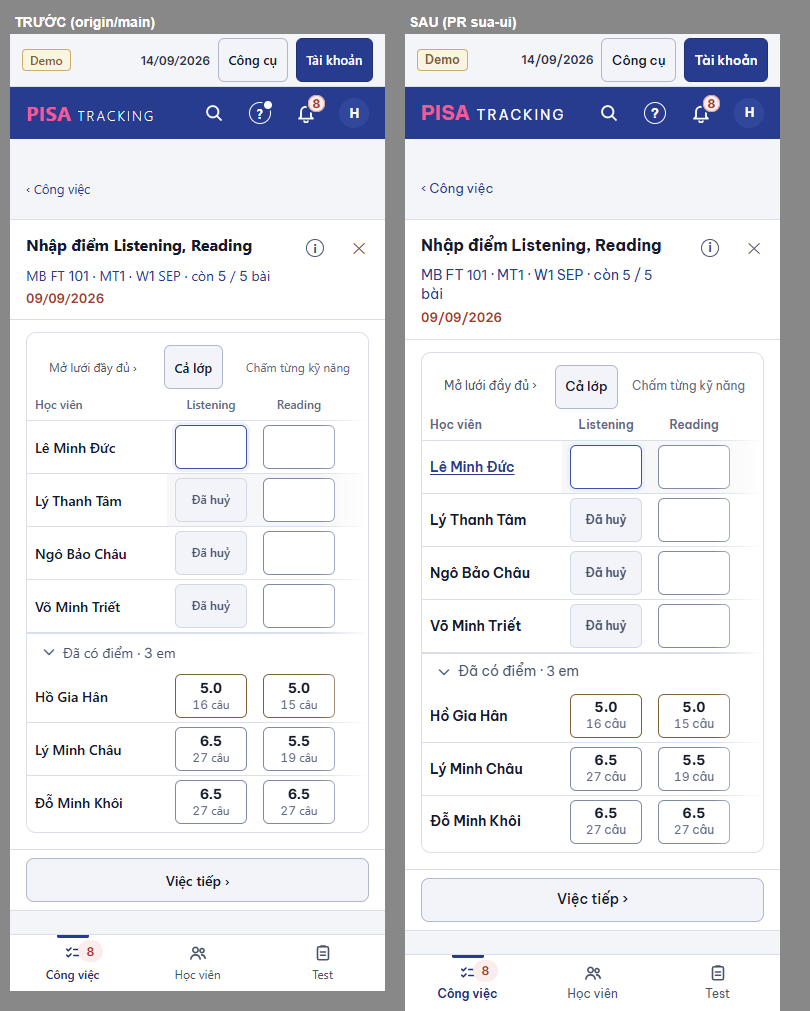 TRƯỚC (origin/main)
Demo 14/09/2026 Công cụ Tài khoản
PISA TRACKING ? 8 H
‹ Công việc
Nhập điểm Listening, Reading i ×
MB FT 101 · MT1 · W1 SEP · còn 5 / 5 bài
09/09/2026
Mở lưới đầy đủ › Cả lớp Chấm từng kỹ năng
Học viên Listening Reading
Lê Minh Đức
Lý Thanh Tâm Đã huỷ
Ngô Bảo Châu Đã huỷ
Võ Minh Triết Đã huỷ
Đã có điểm · 3 em
Hồ Gia Hân 5.0 5.0
16 câu 15 câu
Lý Minh Châu 6.5 5.5
27 câu 19 câu
Đỗ Minh Khôi 6.5 6.5
27 câu 27 câu
Việc tiếp ›
8
Công việc Học viên Test
SAU (PR sua-ui)
Demo 14/09/2026 Công cụ Tài khoản
PISA TRACKING ? 8 H
‹ Công việc
Nhập điểm Listening, Reading i ×
MB FT 101 · MT1 · W1 SEP · còn 5 / 5
bài
09/09/2026
Mở lưới đầy đủ › Cả lớp Chấm từng kỹ năng
Học viên Listening Reading
Lê Minh Đức
Lý Thanh Tâm Đã huỷ
Ngô Bảo Châu Đã huỷ
Võ Minh Triết Đã huỷ
Đã có điểm · 3 em
Hồ Gia Hân 5.0 5.0
16 câu 15 câu
Lý Minh Châu 6.5 5.5
27 câu 19 câu
Đỗ Minh Khôi 6.5 6.5
27 câu 27 câu
Việc tiếp ›
8
Công việc Học viên Test